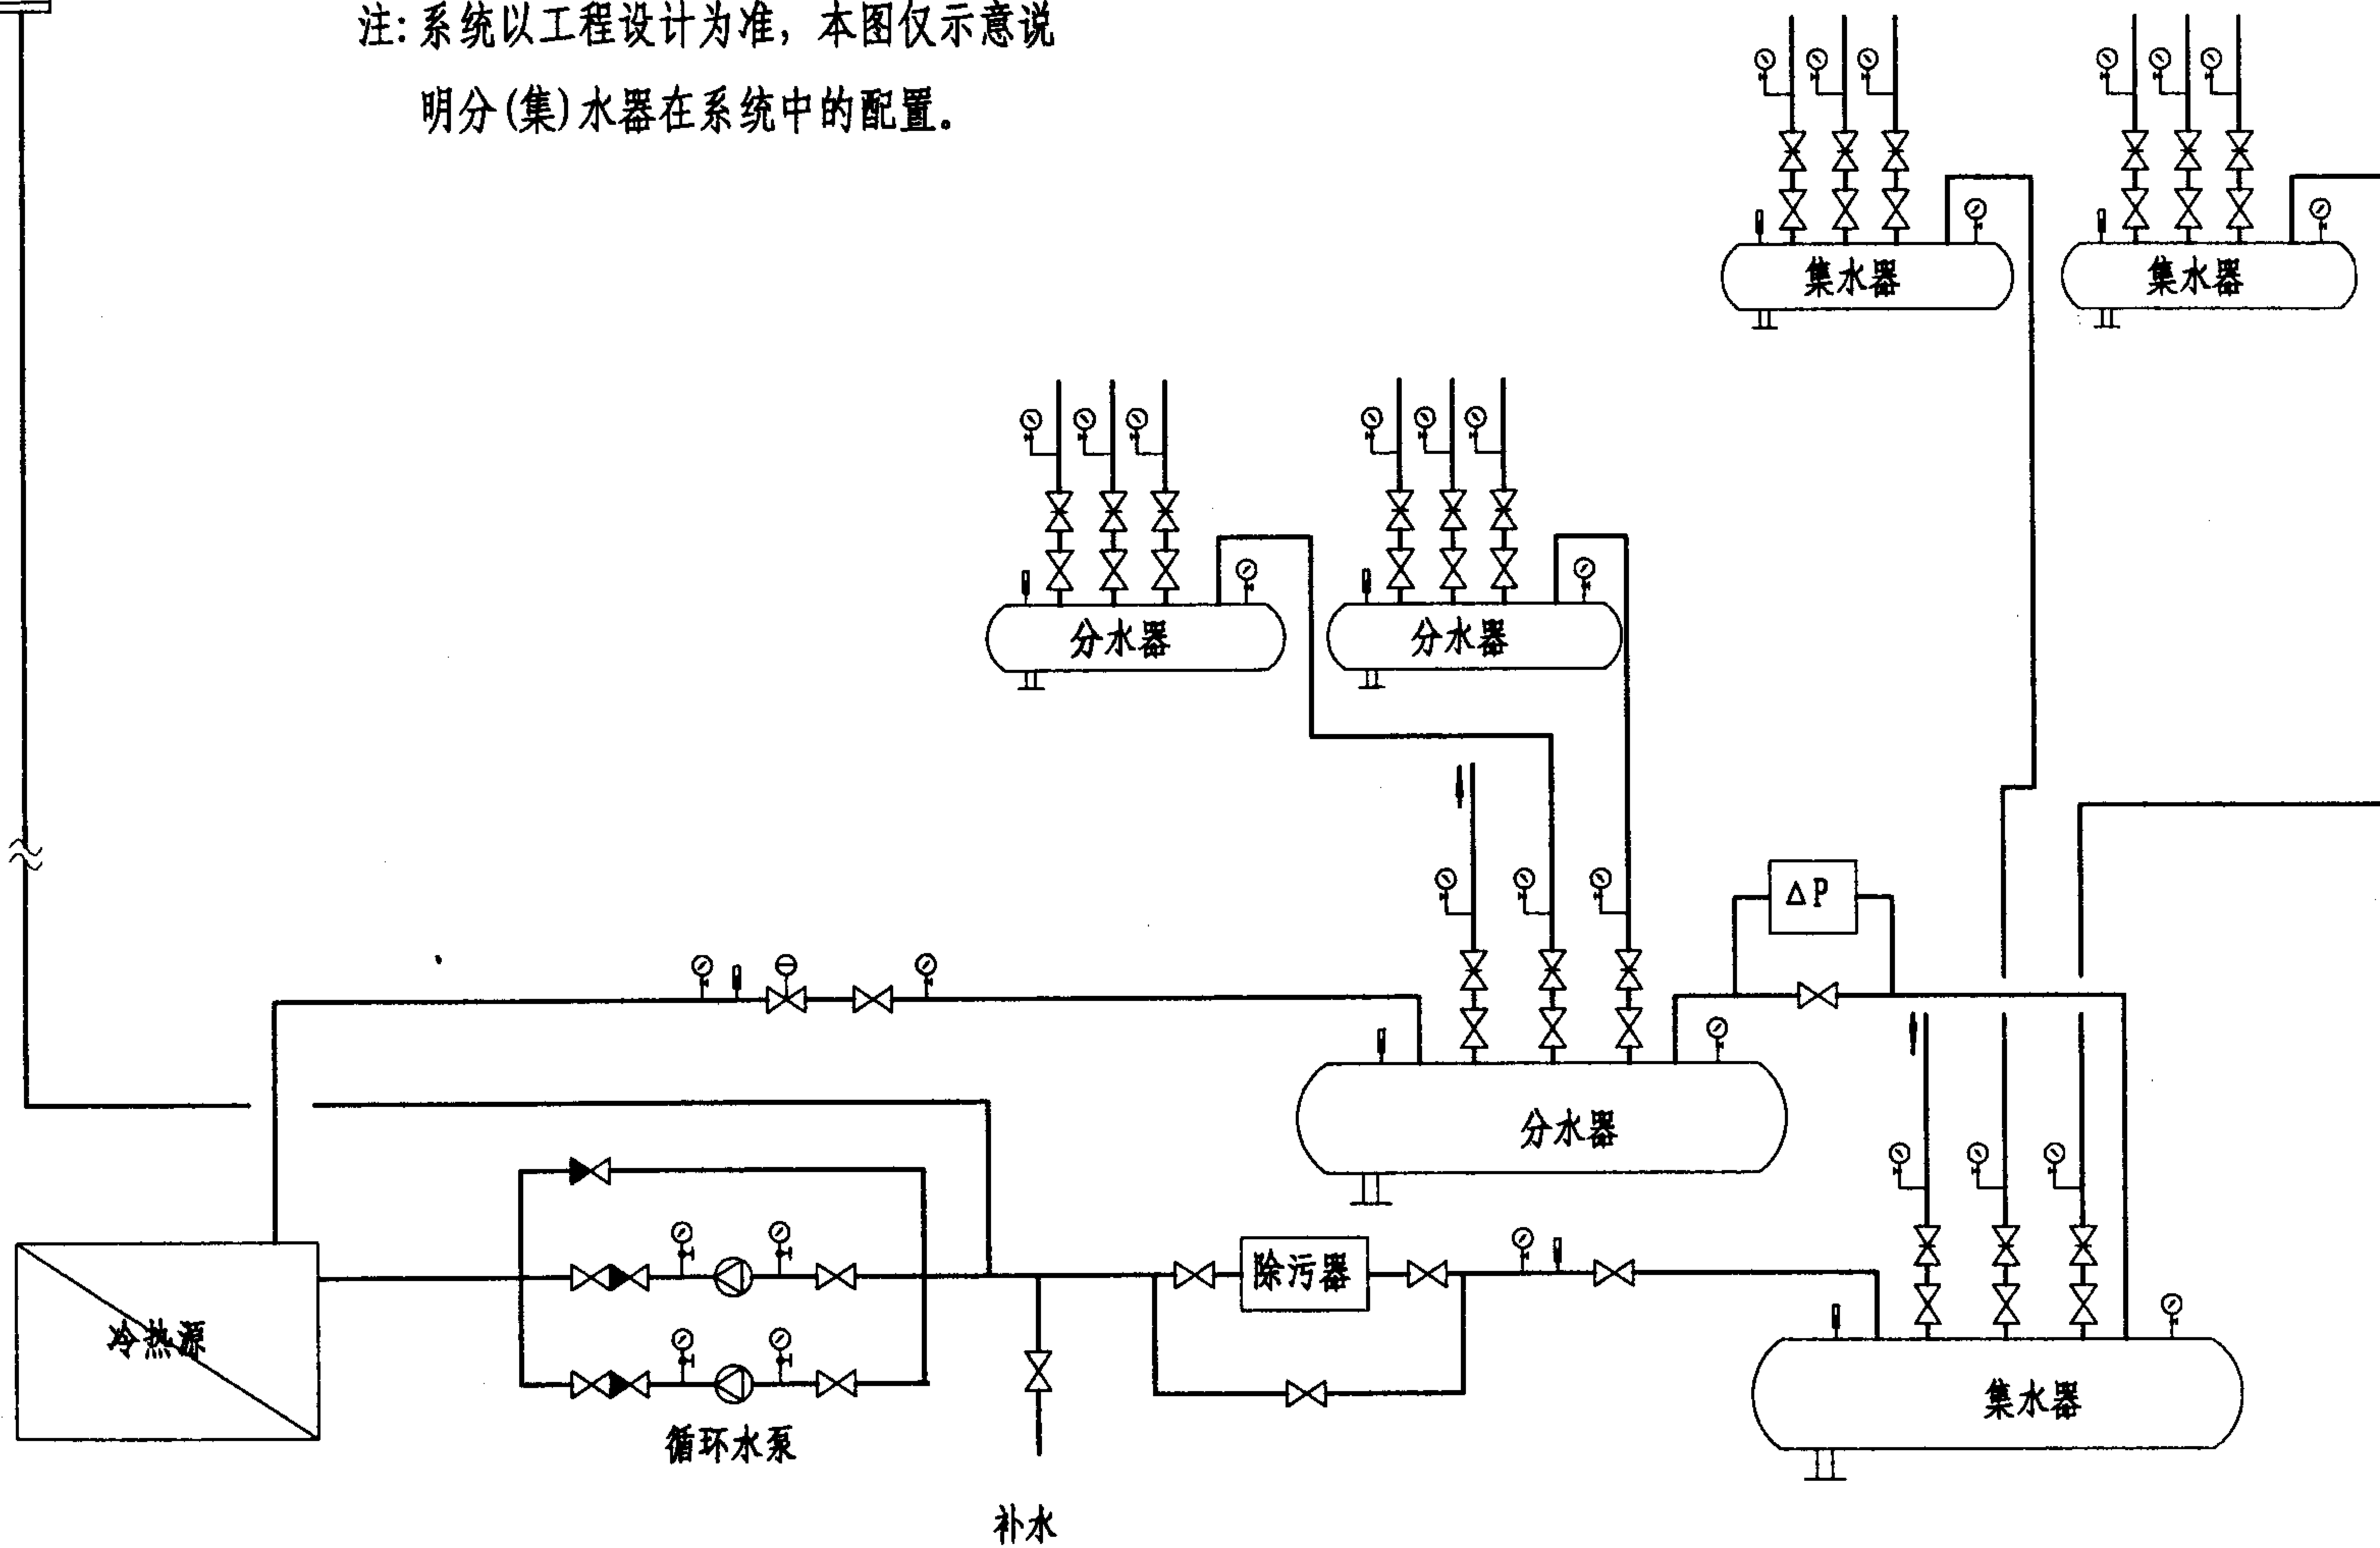 注:系统以工程设计为准，本图仅示意说
明分(集)水器在系统中的配置。
集水器
集水器
分水器
分水器
ΔP
分水器
除污器
冷热源
集水器
循环水泵
补水